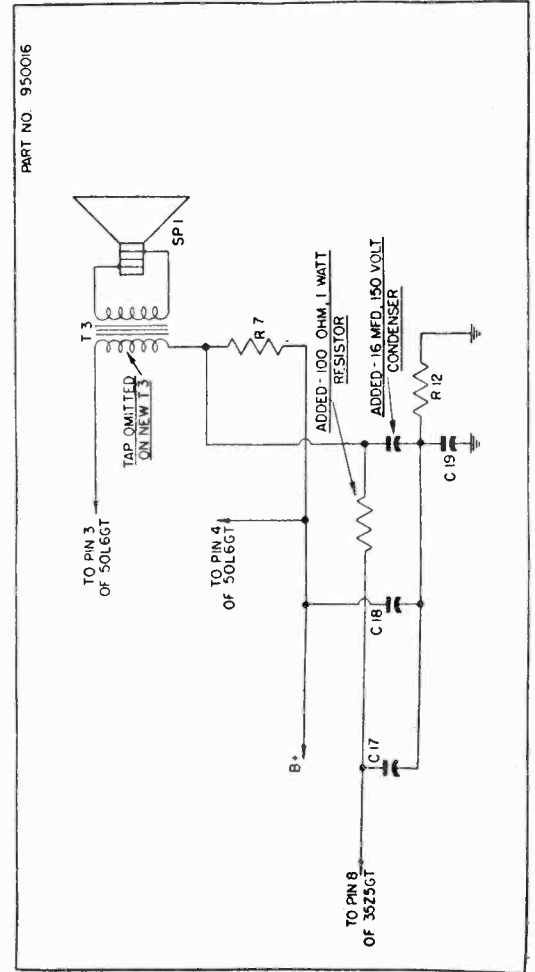 PART NO. 950016
SP1
T3
TAP OMITTED
ON NEW T3
R7
TO PIN 3
OF 50L6GT
TO PIN 4
OF 50L6GT
ADDED-100 OHM, 1 WATT
RESISTOR
ADDED-16 MFD, 150 VOLT
CONDENSER
R12
C19
C18
B+
C17
TO PIN 8
OF 35Z5GT